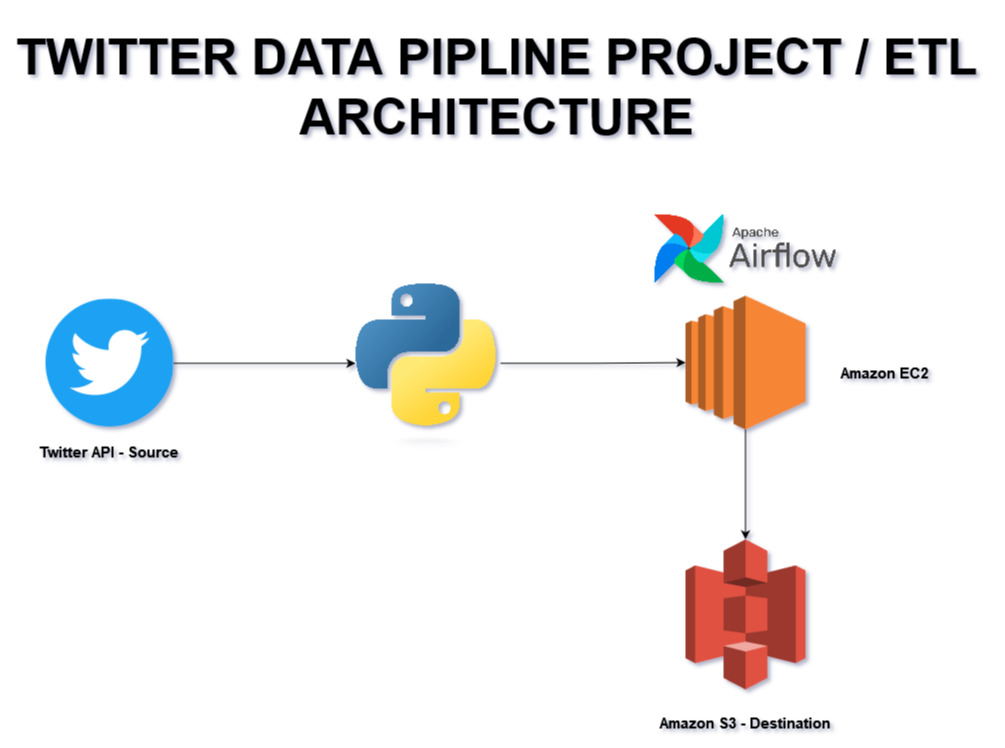 TWITTER DATA PIPLINE PROJECT / ETL
ARCHITECTURE
Apache
Airflow
Amazon EC2
Twitter API - Source
Amazon S3 - Destination